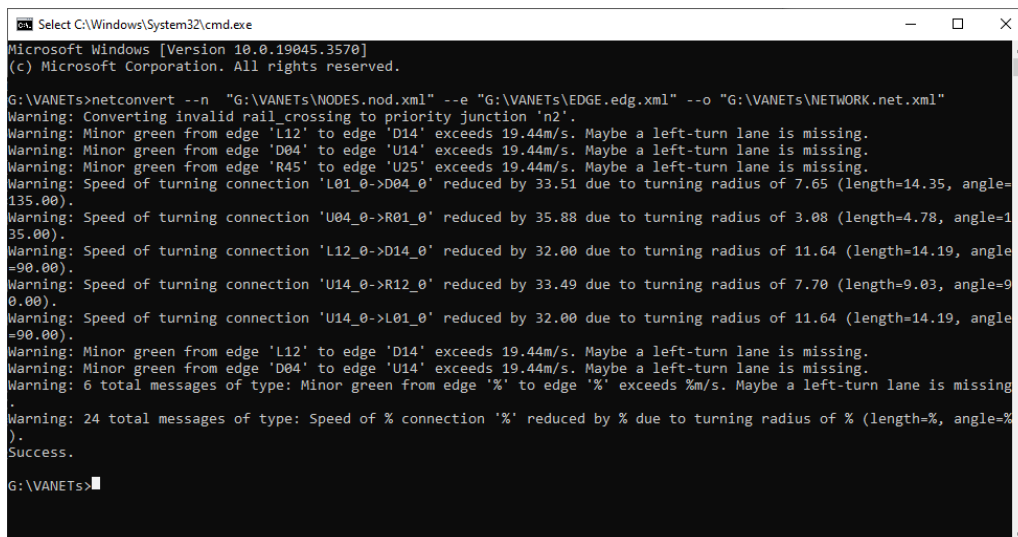 Select C:\Windows\System32\cmd.exe
Microsoft Windows [Version 10.0.19045.3570]
(c) Microsoft Corporation. All rights reserved.
G:\VANETs>netconvert --n  "G:\VANETs\NODES.nod.xml" --e "G:\VANETs\EDGE.edg.xml" --o "G:\VANETs\NETWORK.net.xml"
Warning: Converting invalid rail_crossing to priority junction 'n2'.
Warning: Minor green from edge 'L12' to edge 'D14' exceeds 19.44m/s. Maybe a left-turn lane is missing.
Warning: Minor green from edge 'D04' to edge 'U14' exceeds 19.44m/s. Maybe a left-turn lane is missing.
Warning: Minor green from edge 'R45' to edge 'U25' exceeds 19.44m/s. Maybe a left-turn lane is missing.
Warning: Speed of turning connection 'L01_0->D04_0' reduced by 33.51 due to turning radius of 7.65 (length=14.35, angle=
135.00).
Warning: Speed of turning connection 'U04_0->R01_0' reduced by 35.88 due to turning radius of 3.08 (length=4.78, angle=1
35.00).
Warning: Speed of turning connection 'L12_0->D14_0' reduced by 32.00 due to turning radius of 11.64 (length=14.19, angle
=90.00).
Warning: Speed of turning connection 'U14_0->R12_0' reduced by 33.49 due to turning radius of 7.70 (length=9.03, angle=9
0.00).
Warning: Speed of turning connection 'U14_0->L01_0' reduced by 32.00 due to turning radius of 11.64 (length=14.19, angle
=90.00).
Warning: Minor green from edge 'L12' to edge 'D14' exceeds 19.44m/s. Maybe a left-turn lane is missing.
Warning: Minor green from edge 'D04' to edge 'U14' exceeds 19.44m/s. Maybe a left-turn lane is missing.
Warning: 6 total messages of type: Minor green from edge '%' to edge '%' exceeds %m/s. Maybe a left-turn lane is missing
.
Warning: 24 total messages of type: Speed of % connection '%' reduced by % due to turning radius of % (length=%, angle=%
).
Success.
G:\VANETs>